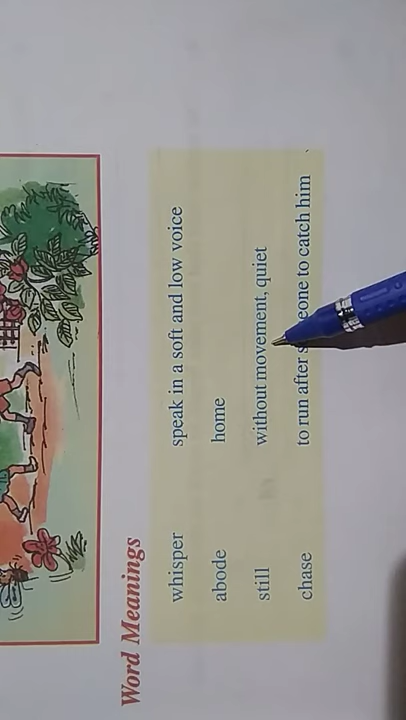 Word Meanings
whisper speak in a soft and low voice
abode home
still without movement, quiet
chase to run after eone to catch him